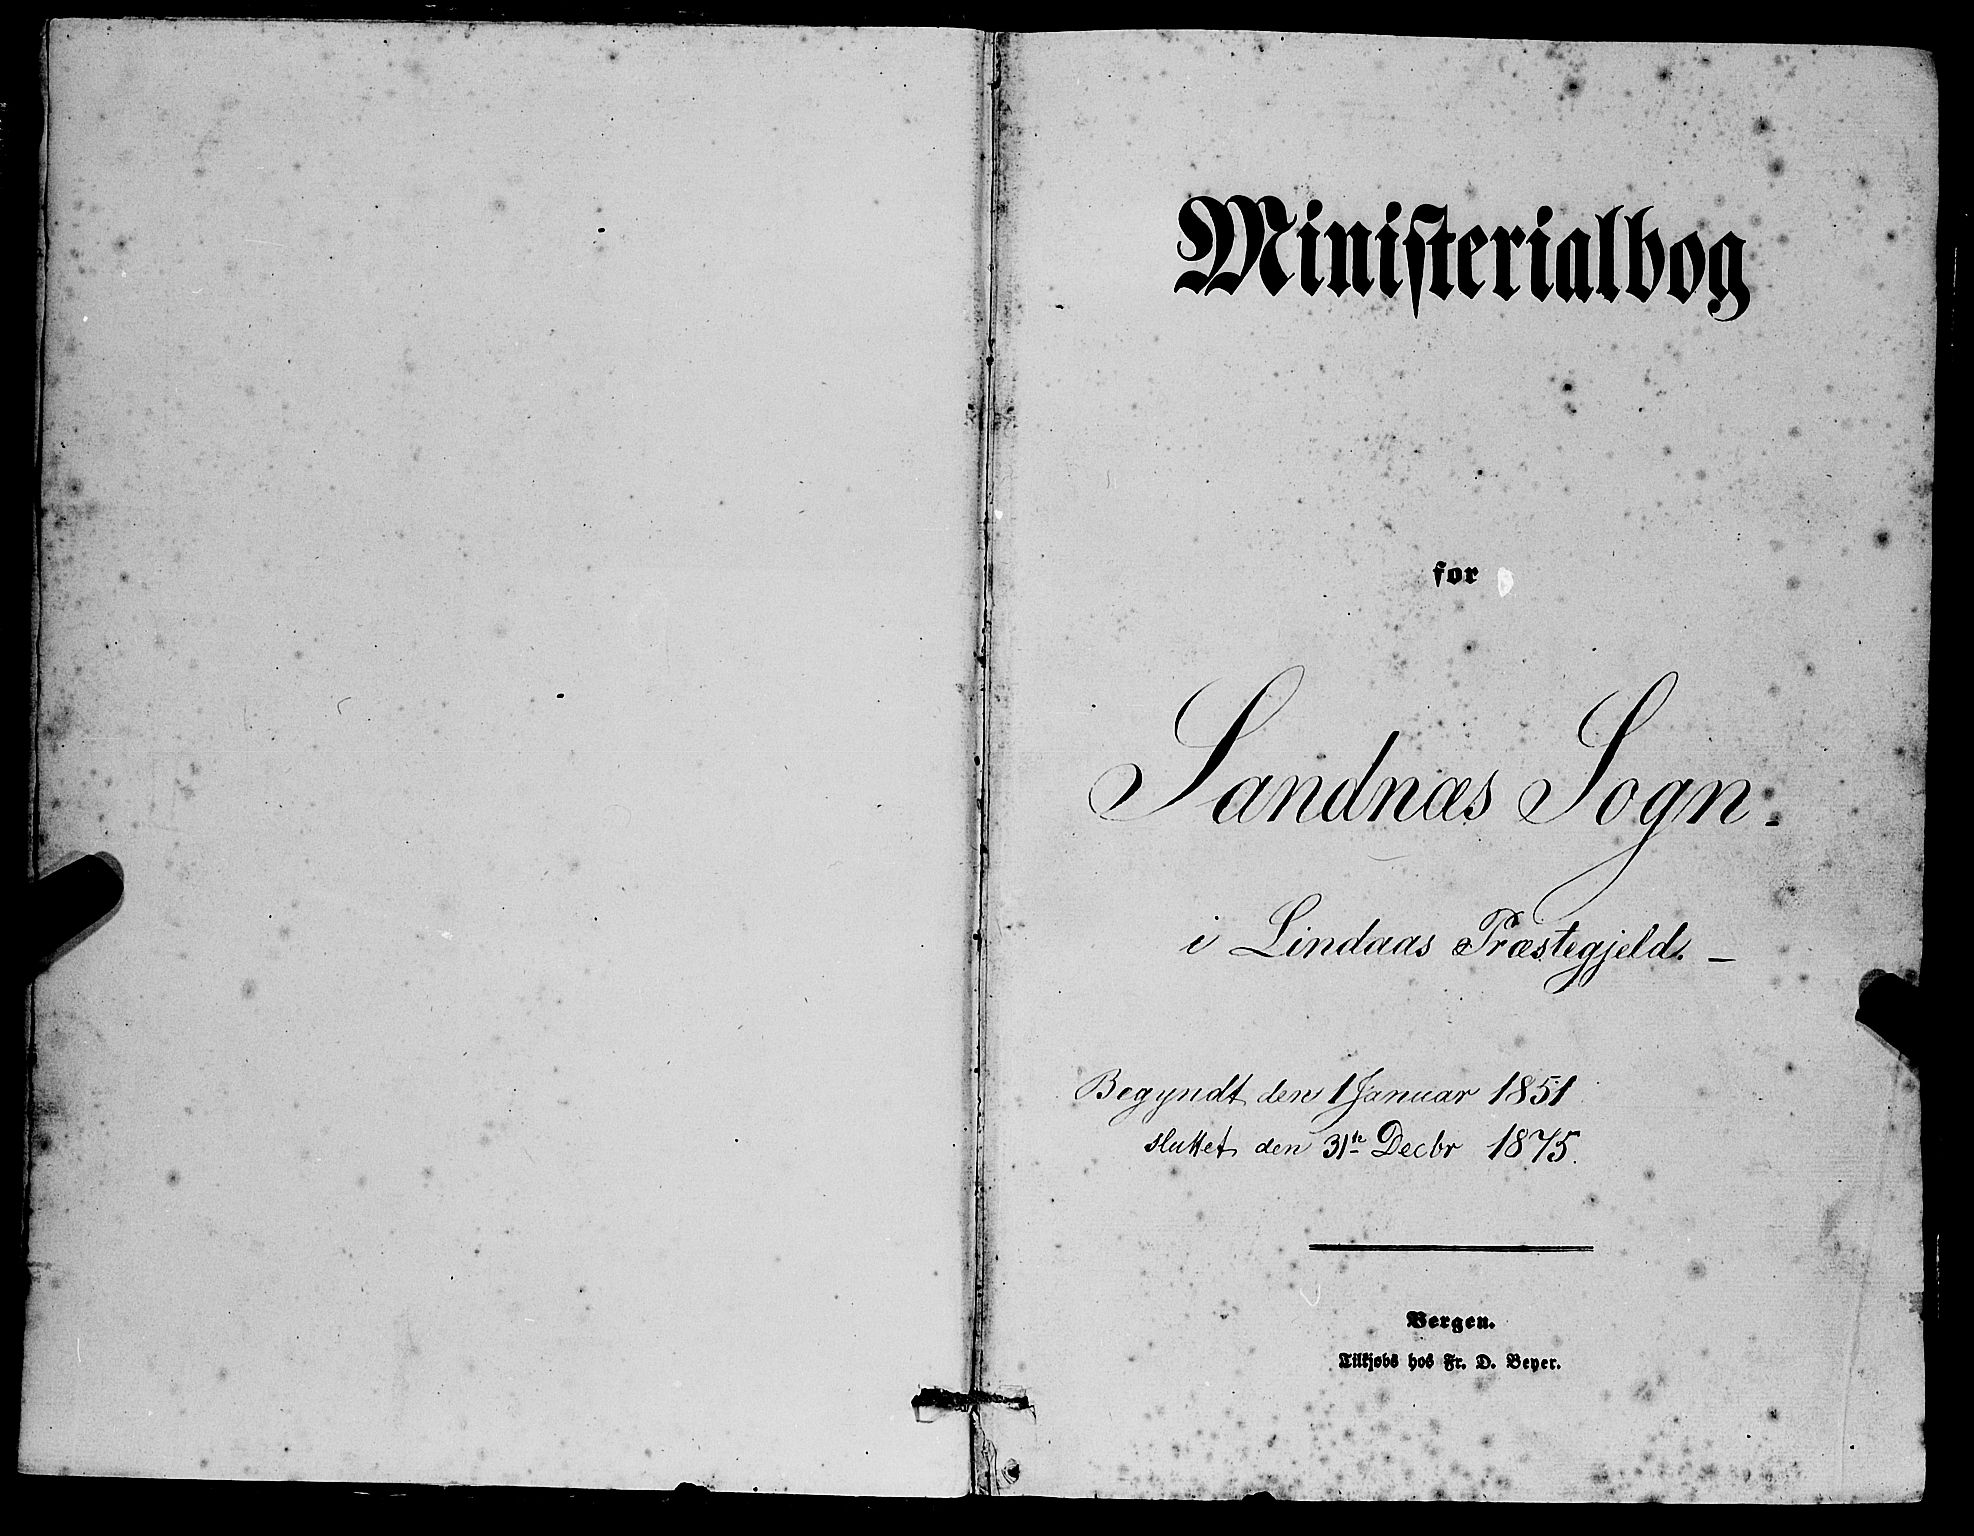 Ministerialbog
for
Sandnæs Sogn.
i Lindaas Præstegjeld. —
Begyndt den 1 Januar 1851
sluttet den 31te Decbr 1875.
Bergen.
Tilkjøbs hos Fr. D. Beyer.